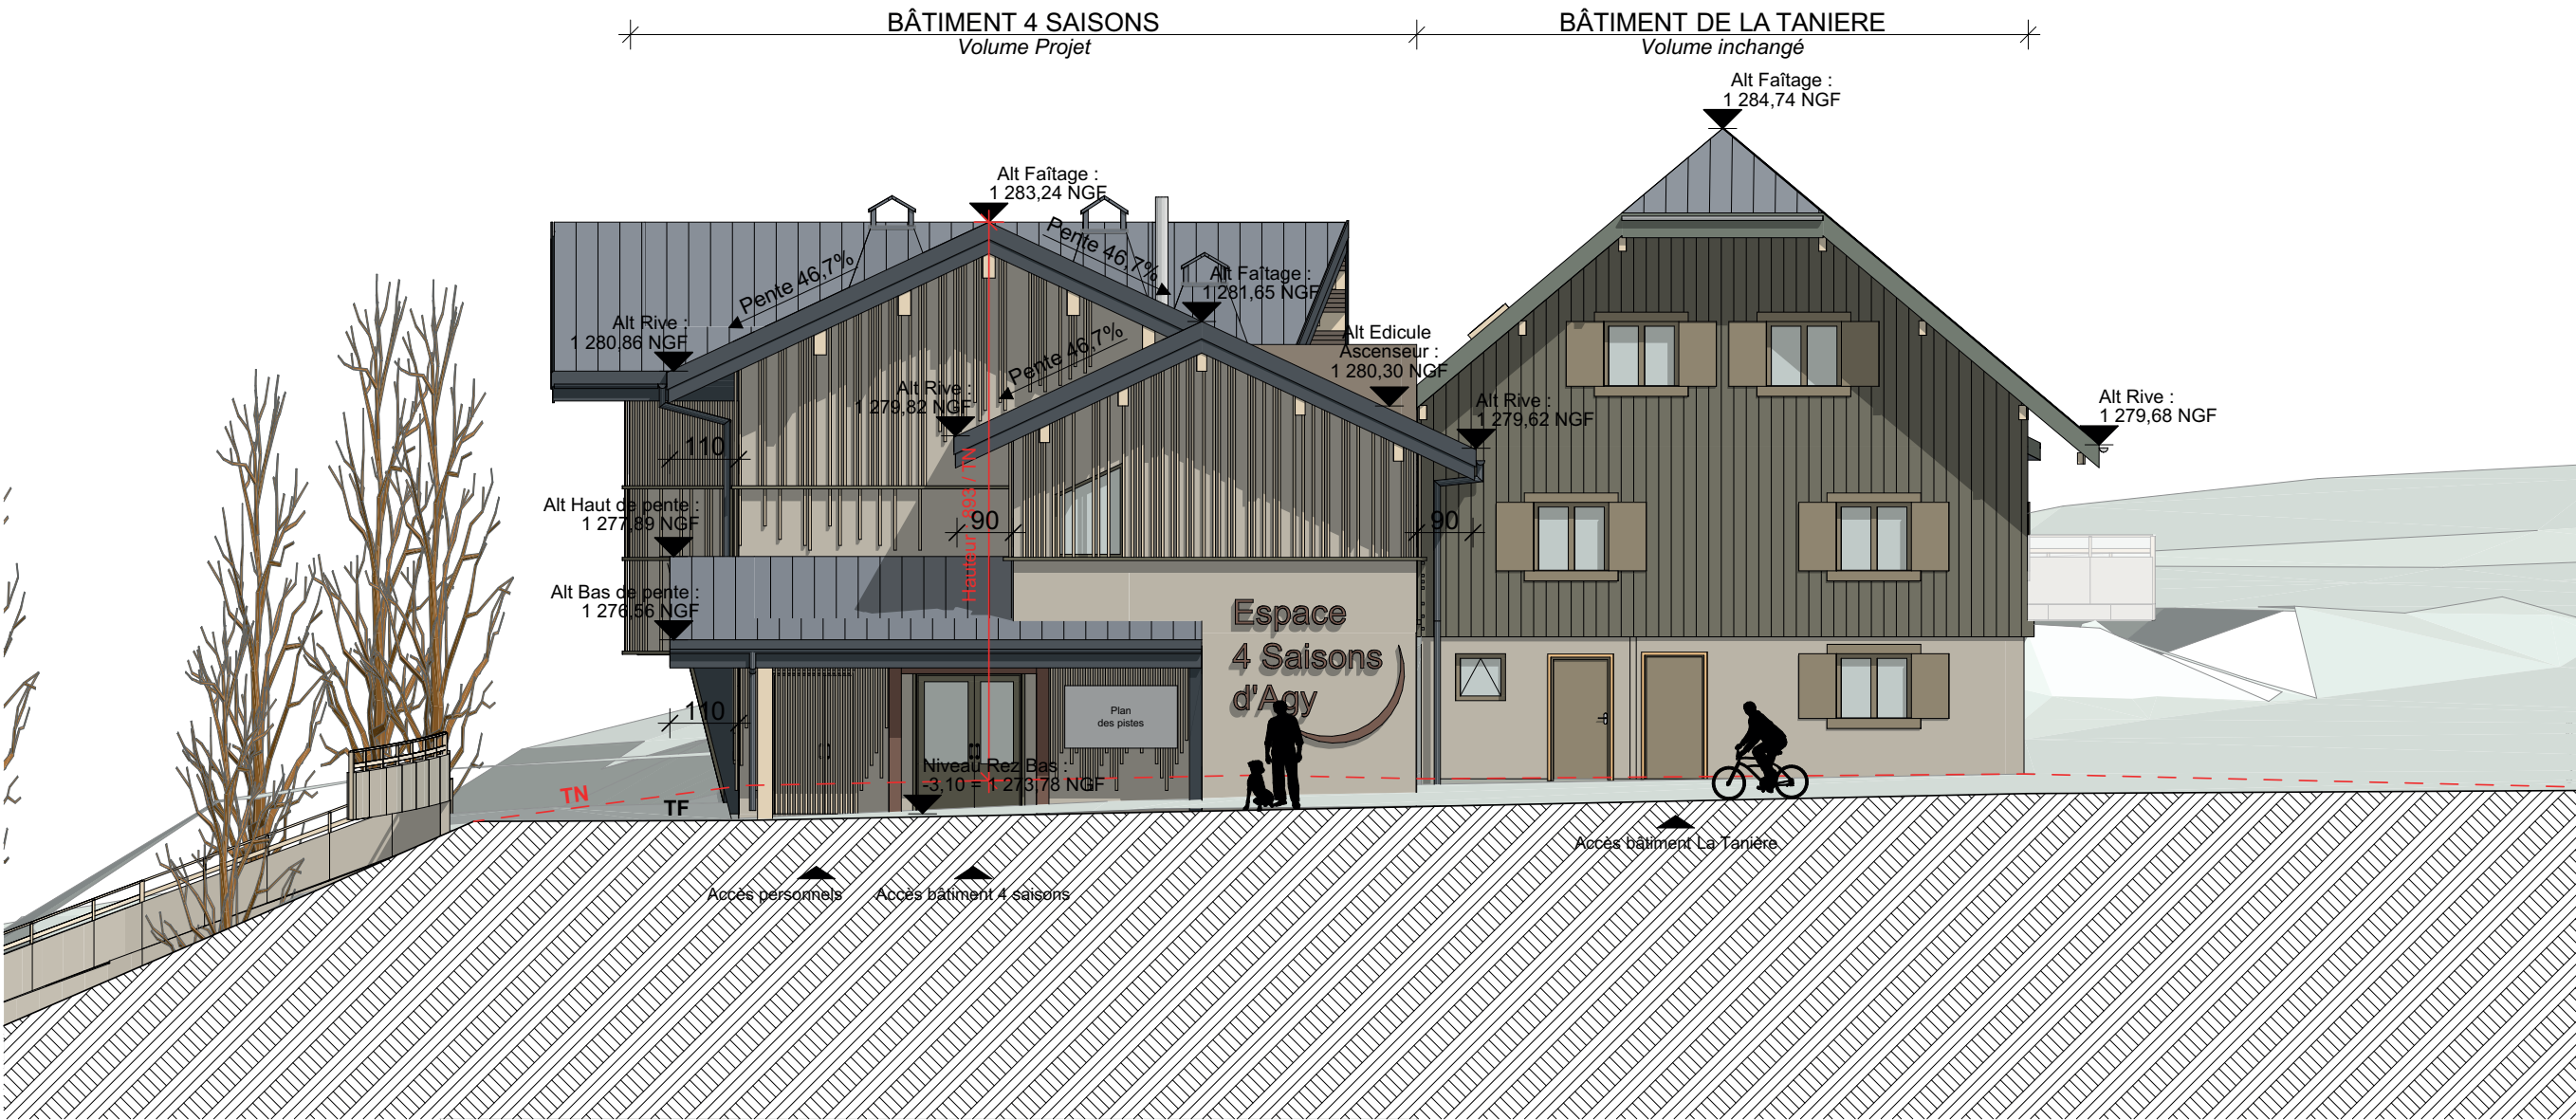 BÂTIMENT 4 SAISONS
Volume Projet
BÂTIMENT DE LA TANIERE
Volume inchangé
Alt Faîtage :
1 284,74 NGF
Alt Faîtage :
1 283,24 NGF
Pente 46,7%
Pente 46,7%
Alt Faîtage :
1 281,65 NGF
Alt Rive :
1 280,86 NGF
Pente 46,7%
Alt Edicule
Ascenseur :
1 280,30 NGF
Alt Rive :
1 279,82 NGF
Alt Rive :
1 279,62 NGF
Alt Rive :
1 279,68 NGF
110
Hauteur : 893 / TN
Alt Haut de pente :
1 277,89 NGF
90
90
Alt Bas de pente :
1 276,56 NGF
Espace
4 Saisons
d'Agy
110
Plan
des pistes
Niveau Rez Bas :
-3,10 = 1 273,78 NGF
TN
TF
Accès bâtiment La Tanière
Accès personnels
Accès bâtiment 4 saisons